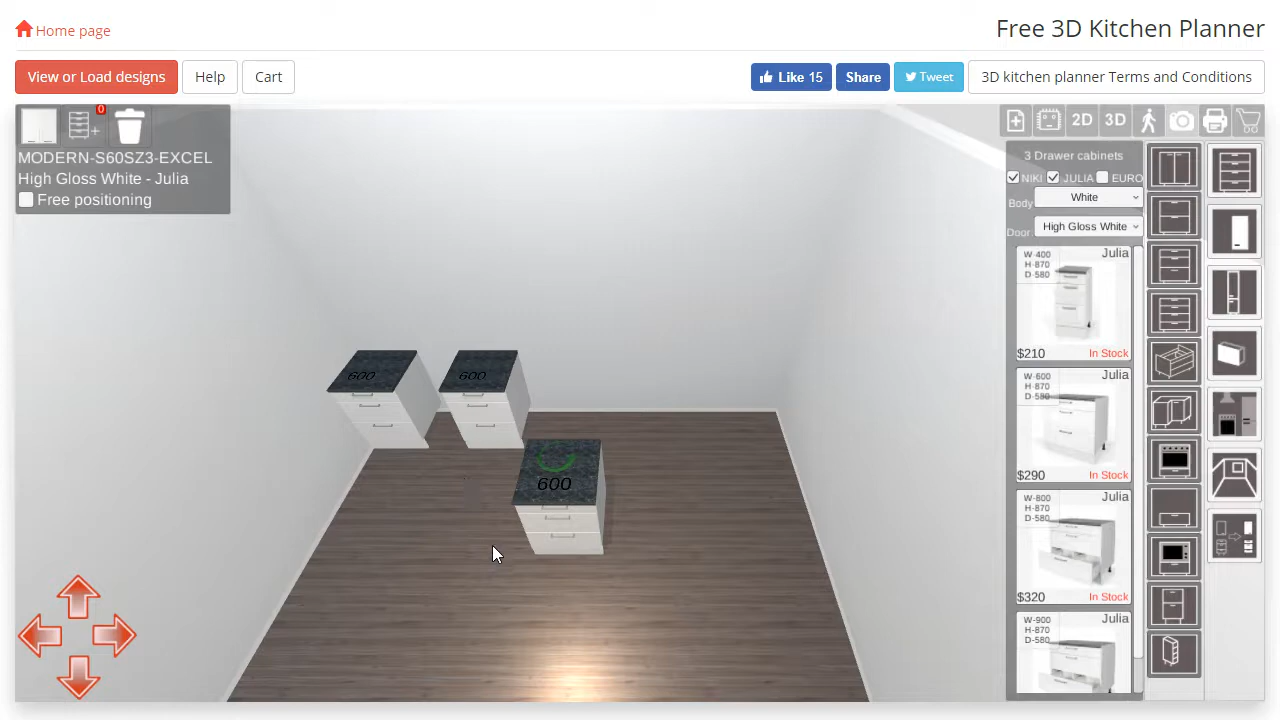 Home page
Free 3D Kitchen Planner
View or Load designs
Help
Cart
Like 15
Share
Tweet
3D kitchen planner Terms and Conditions
0
MODERN-S60SZ3-EXCEL
High Gloss White - Julia
Free positioning
2D
3D
3 Drawer cabinets
NIKI
JULIA
EURO
Body
White
Door
High Gloss White
W-400
H-870
D-580
Julia
$210
In Stock
W-600
H-870
D-580
Julia
$290
In Stock
W-800
H-870
D-580
Julia
$320
In Stock
W-900
H-870
D-580
Julia
600
600
600